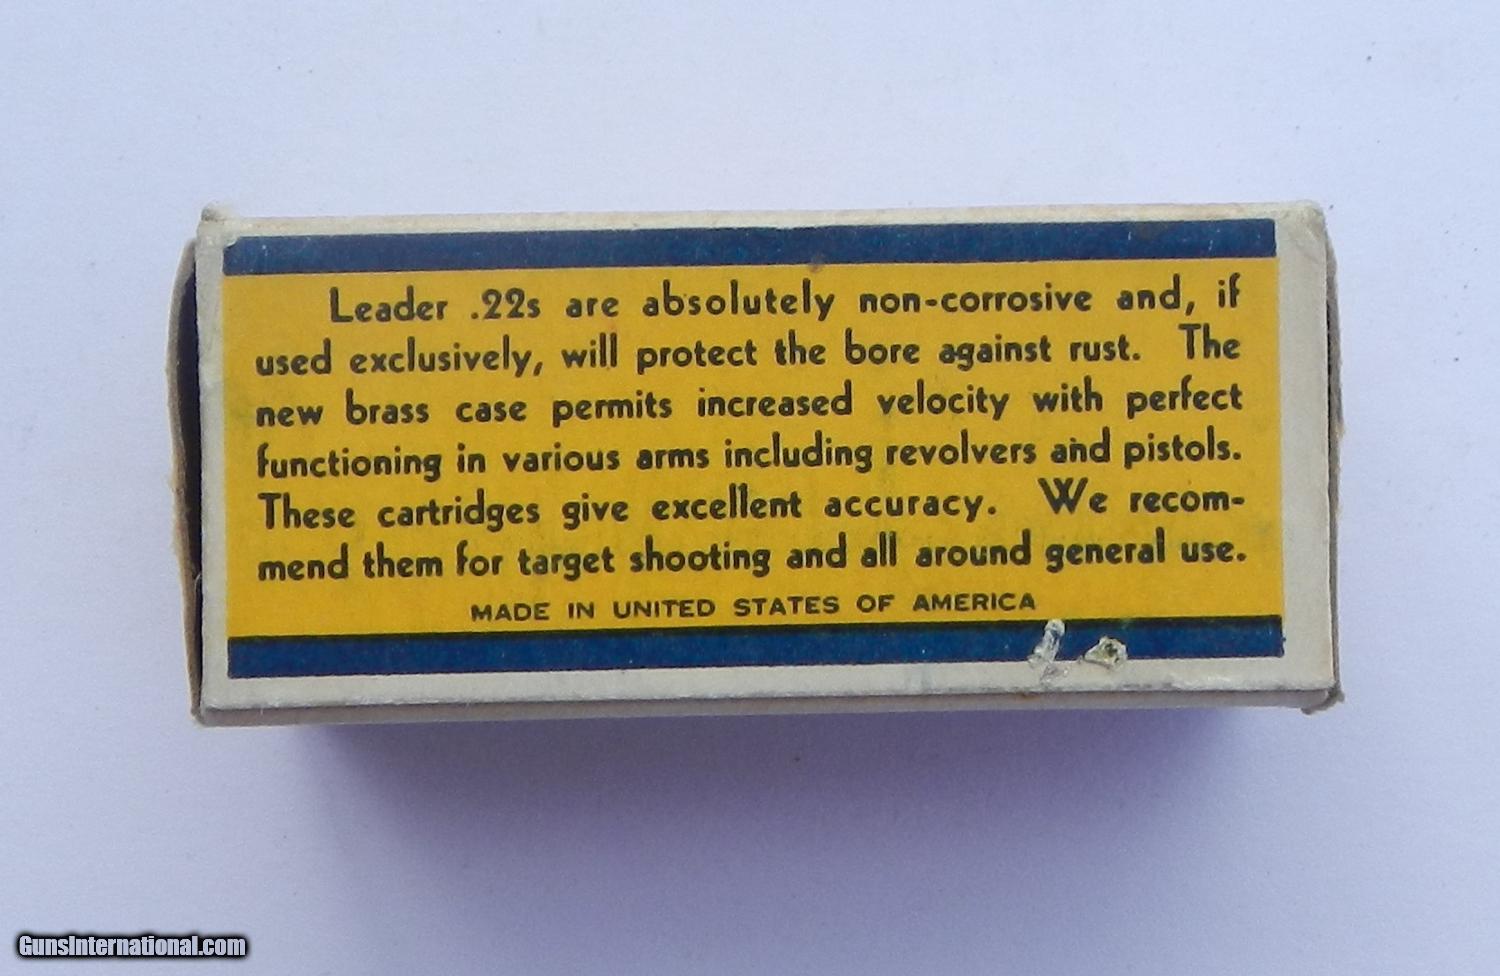 Leader .22s are absolutely non-corrosive and, if
used exclusively, will protect the bore against rust. The
new brass case permits increased velocity with perfect
functioning in various arms including revolvers and pistols.
These cartridges give excellent accuracy. We recom-
mend them for target shooting and all around general use.
MADE IN UNITED STATES OF AMERICA
GunsInternational.com